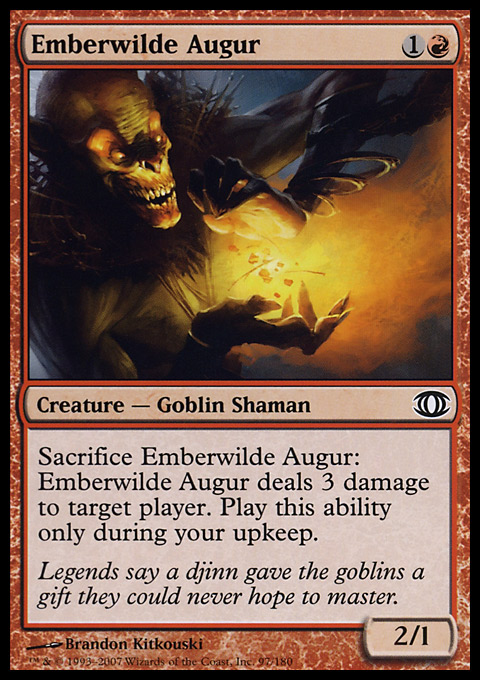 Emberwilde Augur 1
Creature — Goblin Shaman
Sacrifice Emberwilde Augur:
Emberwilde Augur deals 3 damage
to target player. Play this ability
only during your upkeep.
Legends say a djinn gave the goblins a
gift they could never hope to master.
Brandon Kitkouski
2/1
™ & © 1993–2007 Wizards of the Coast, Inc. 97/180